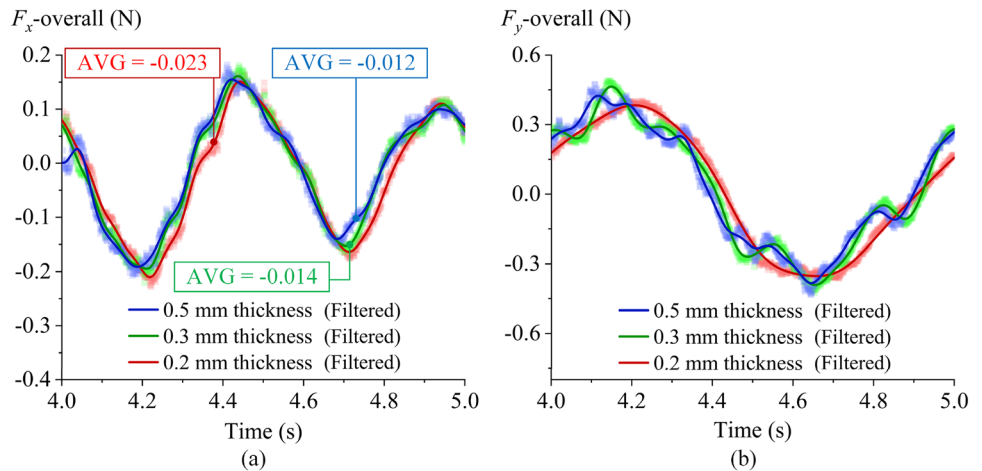 Fx-overall (N)
0.2
0.1
0.0
-0.1
-0.2
-0.3
-0.4
AVG = -0.023
AVG = -0.012
AVG = -0.014
0.5 mm thickness (Filtered)
0.3 mm thickness (Filtered)
0.2 mm thickness (Filtered)
4.0 4.2 4.4 4.6 4.8 5.0
Time (s)
(a)
Fy-overall (N)
0.6
0.3
0.0
-0.3
-0.6
0.5 mm thickness (Filtered)
0.3 mm thickness (Filtered)
0.2 mm thickness (Filtered)
4.0 4.2 4.4 4.6 4.8 5.0
Time (s)
(b)